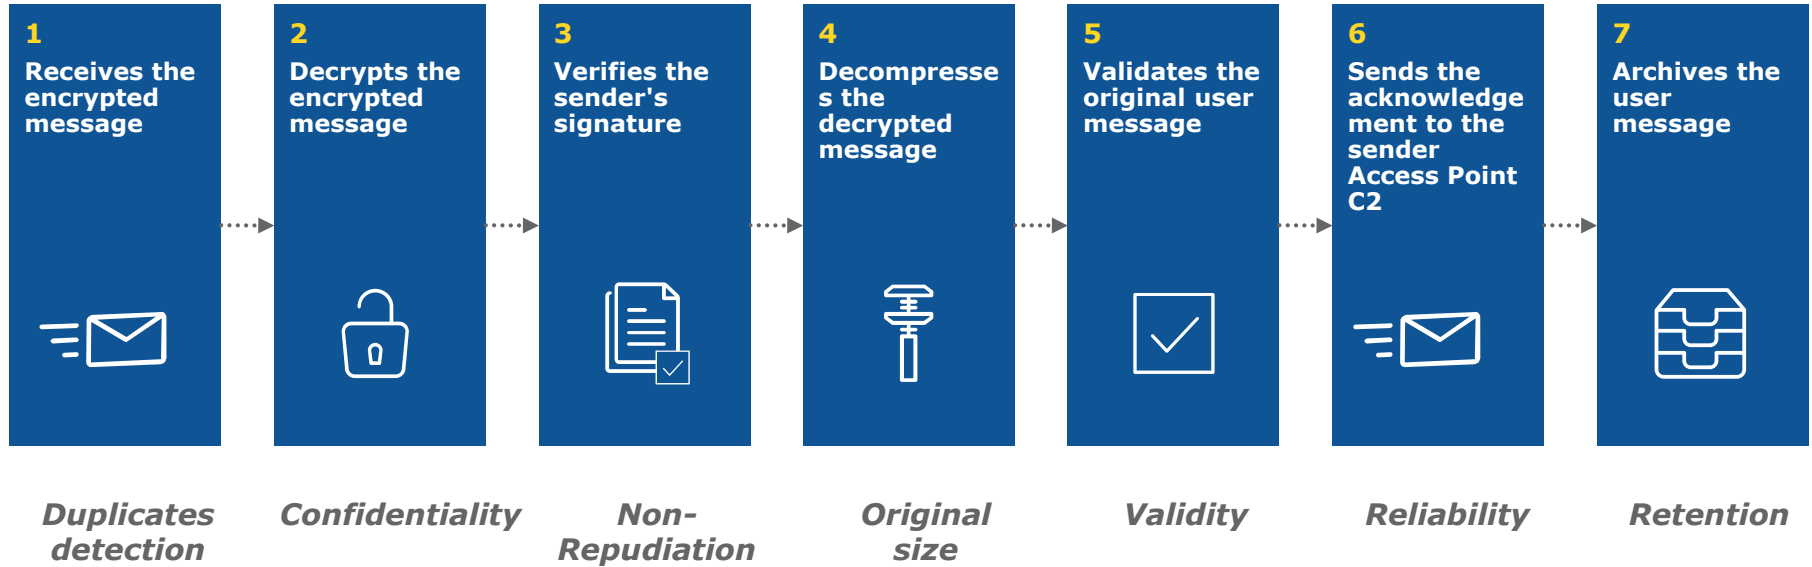 1
Receives the
encrypted
message
2
Decrypts the
encrypted
message
3
Verifies the
sender's
signature
4
Decompresse
s the
decrypted
message
5
Validates the
original user
message
6
Sends the
acknowledge
ment to the
sender
Access Point
C2
7
Archives the
user
message
Duplicates
detection
Confidentiality
Non-
Repudiation
Original
size
Validity
Reliability
Retention